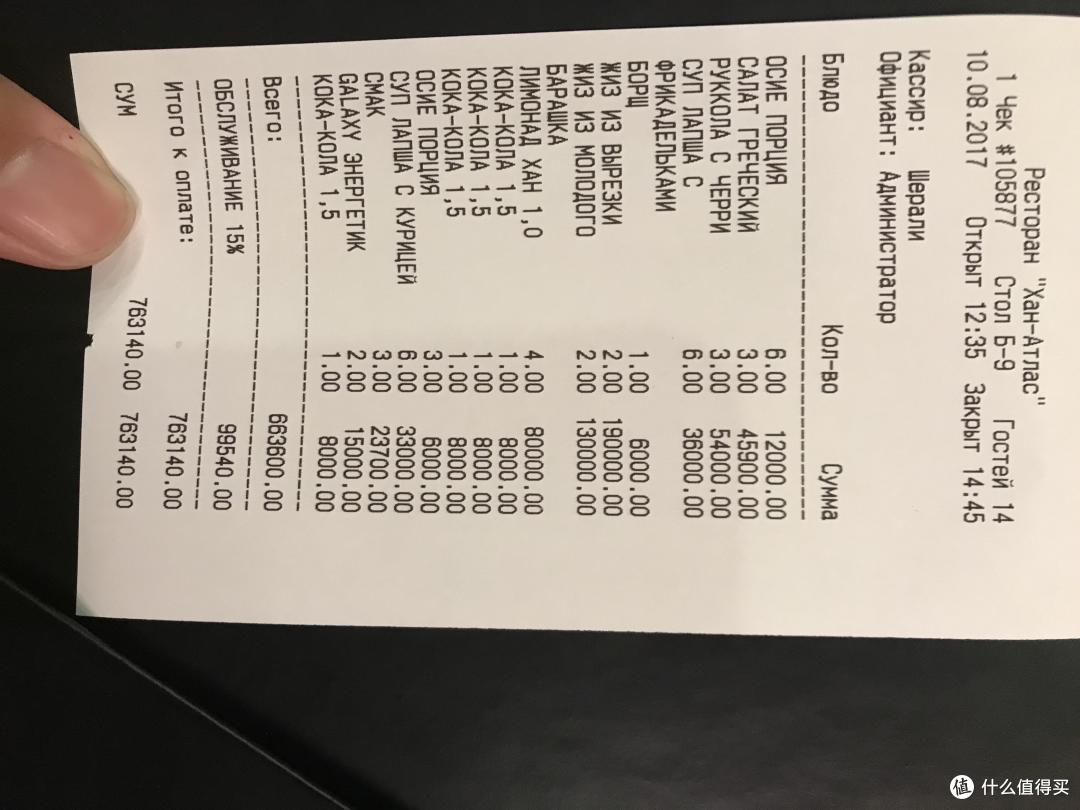 Ресторан "Хан-Атлас"
1 Чек #105877 Стол Б-9 Гостей 14
10.08.2017 Открыт 12:35 Закрыт 14:45
Кассир: Шерали
Официант: Администратор
Блюдо Кол-во Сумма
ОСИЕ ПОРЦИЯ 6.00 12000.00
САЛАТ ГРЕЧЕСКИЙ 3.00 45900.00
РУККОЛА С ЧЕРРИ 3.00 54000.00
СУП ЛАПША С 6.00 36000.00
ФРИКАДЕЛЬКАМИ
БОРЩ 1.00 6000.00
ЖИЗ ИЗ ВЫРЕЗКИ 2.00 190000.00
ЖИЗ ИЗ МОЛОДОГО 2.00 130000.00
БАРАШКА
ЛИМОНАД ХАН 1,0 4.00 80000.00
КОКА-КОЛА 1,5 1.00 8000.00
КОКА-КОЛА 1,5 1.00 8000.00
КОКА-КОЛА 1,5 1.00 8000.00
ОСИЕ ПОРЦИЯ 3.00 6000.00
СУП ЛАПША С КУРИЦЕЙ 6.00 33000.00
СМАК 3.00 23700.00
GALAXY ЭНЕРГЕТИК 2.00 15000.00
КОКА-КОЛА 1,5 1.00 8000.00
Всего: 663600.00
ОБСЛУЖИВАНИЕ 15% 99540.00
Итого к оплате: 763140.00
СУМ 763140.00 763140.00
值 什么值得买